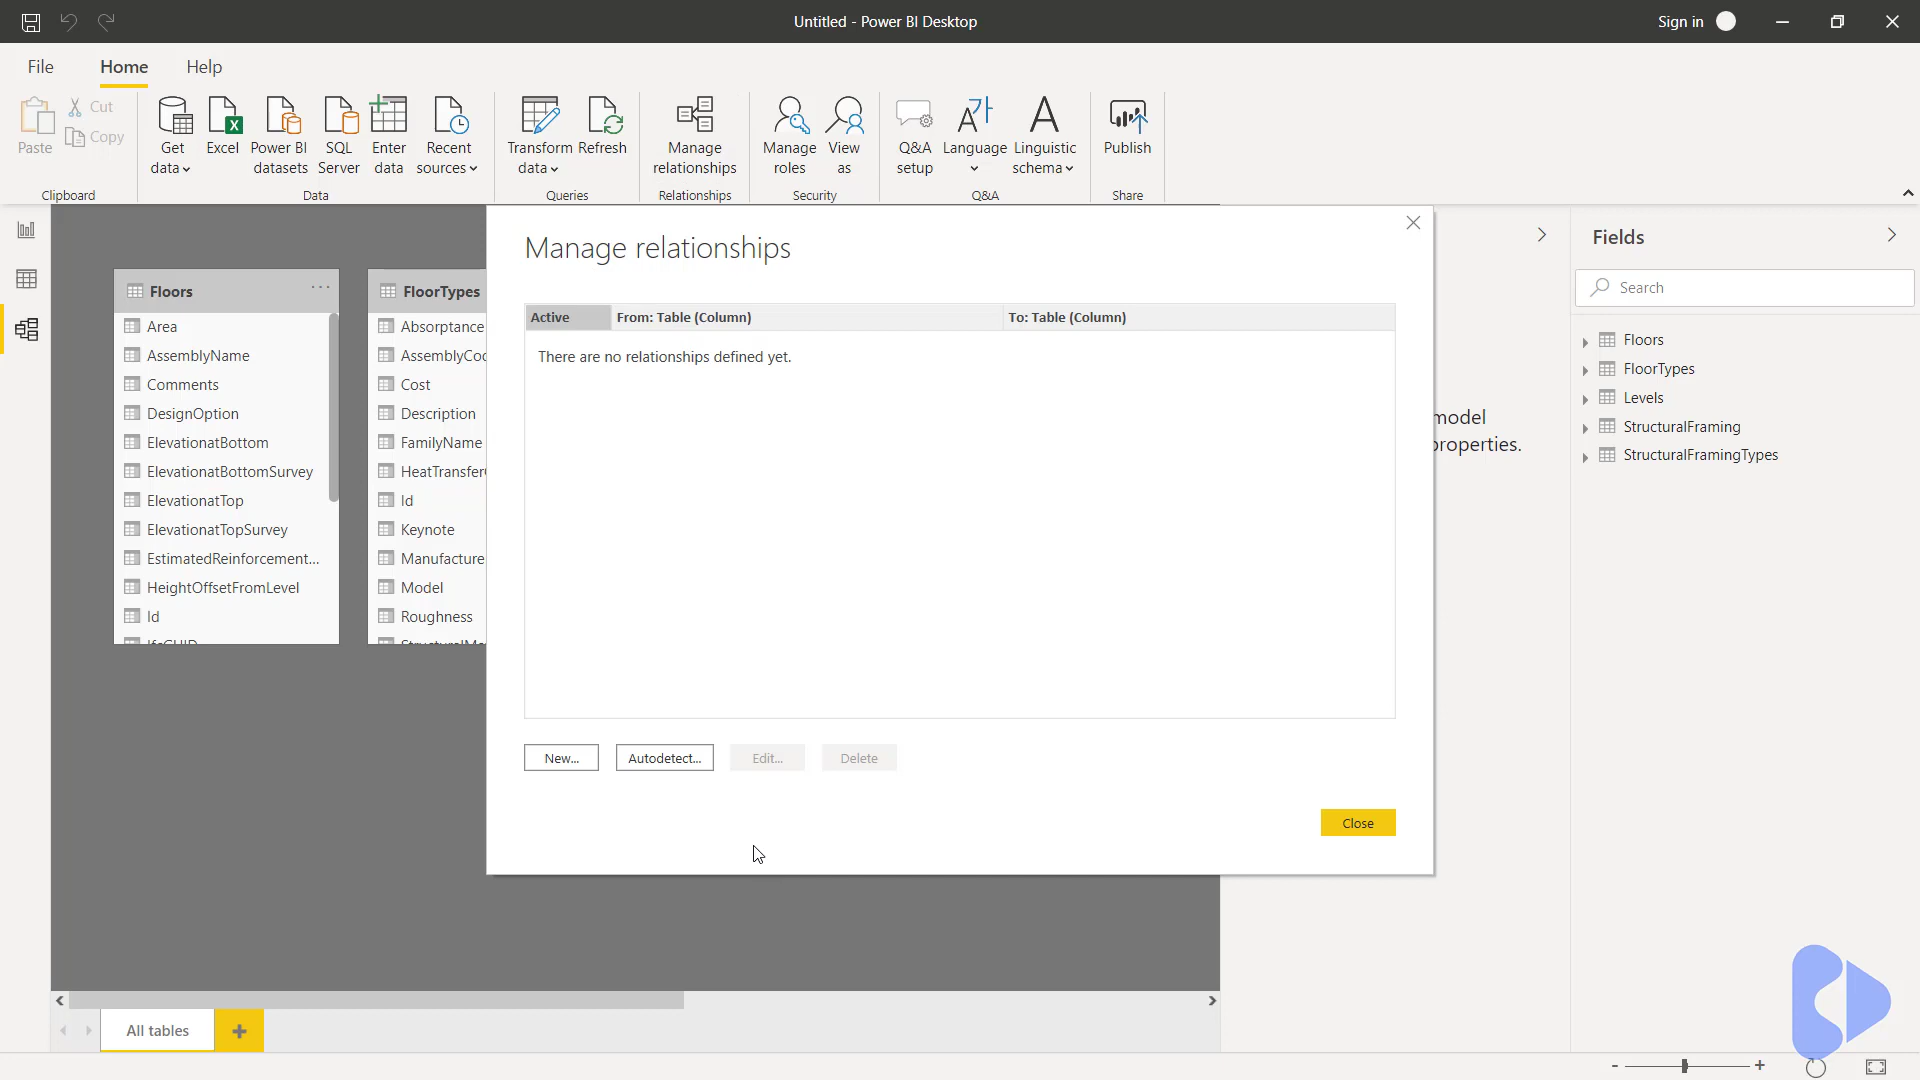 Untitled - Power BI Desktop
Sign in
File Home Help
Paste
Cut
Copy
Clipboard
Get data
Excel
Power BI datasets
SQL Server
Enter data
Recent sources
Data
Transform data
Refresh
Queries
Manage relationships
Relationships
Manage roles
View as
Security
Q&A setup
Language
Linguistic schema
Q&A
Publish
Share
Floors
Area
AssemblyName
Comments
DesignOption
ElevationatBottom
ElevationatBottomSurvey
ElevationatTop
ElevationatTopSurvey
EstimatedReinforcement...
HeightOffsetFromLevel
Id
FloorTypes
Absorptance
AssemblyCo
Cost
Description
FamilyName
HeatTransfer
Id
Keynote
Manufacture
Model
Roughness
Manage relationships
Active From: Table (Column) To: Table (Column)
There are no relationships defined yet.
New... Autodetect... Edit... Delete
Close
model
properties.
Fields
Search
Floors
FloorTypes
Levels
StructuralFraming
StructuralFramingTypes
All tables